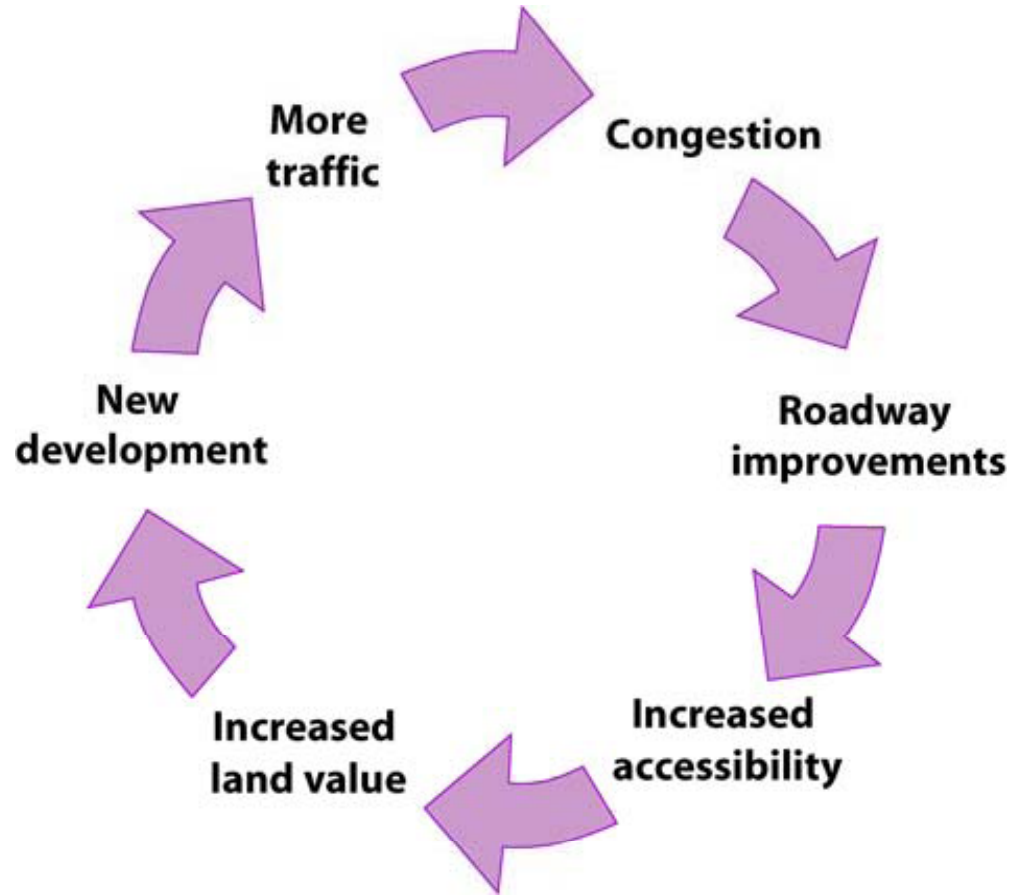 More
traffic
Congestion
Roadway
improvements
Increased
accessibility
Increased
land value
New
development